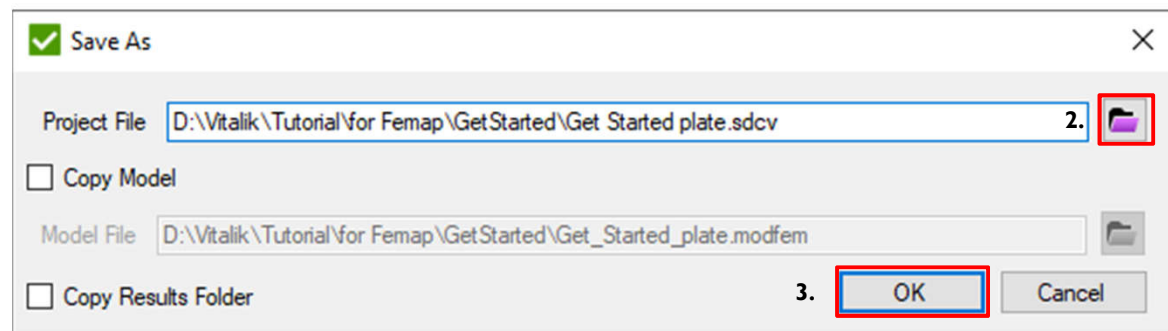 Save As
Project File D:\Vitalik\Tutorial\for Femap\GetStarted\Get Started plate.sdcv 2.
Copy Model
Model File D:\Vitalik\Tutorial\for Femap\GetStarted\Get_Started_plate.modfem
Copy Results Folder 3. OK Cancel